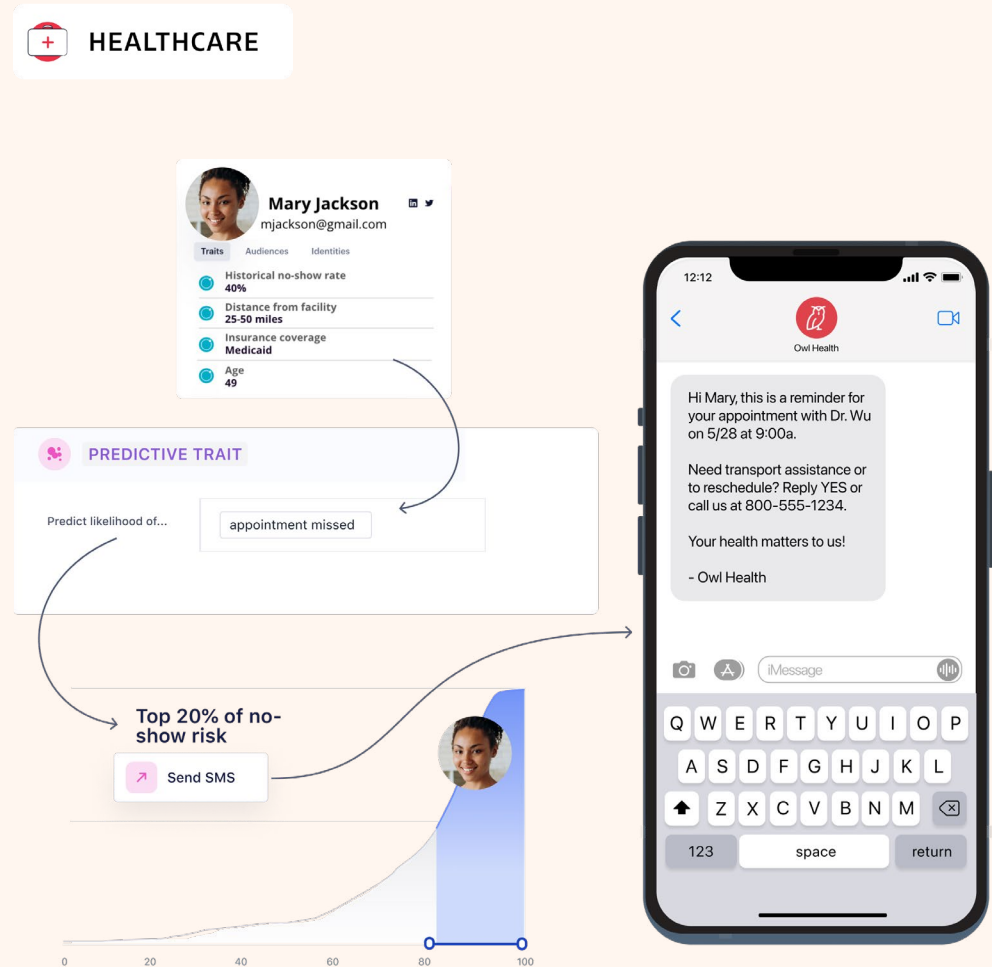 HEALTHCARE
Mary Jackson
mjackson@gmail.com
Traits Audiences Identities
Historical no-show rate
40%
Distance from facility
25-50 miles
Insurance coverage
Medicaid
Age
49
PREDICTIVE TRAIT
Predict likelihood of...
appointment missed
Top 20% of no-
show risk
Send SMS
0 20 40 60 80 100
12:12
Owl Health
Hi Mary, this is a reminder for
your appointment with Dr. Wu
on 5/28 at 9:00a.
Need transport assistance or
to reschedule? Reply YES or
call us at 800-555-1234.
Your health matters to us!
- Owl Health
iMessage
Q W E R T Y U I O P
A S D F G H J K L
Z X C V B N M
123 space return